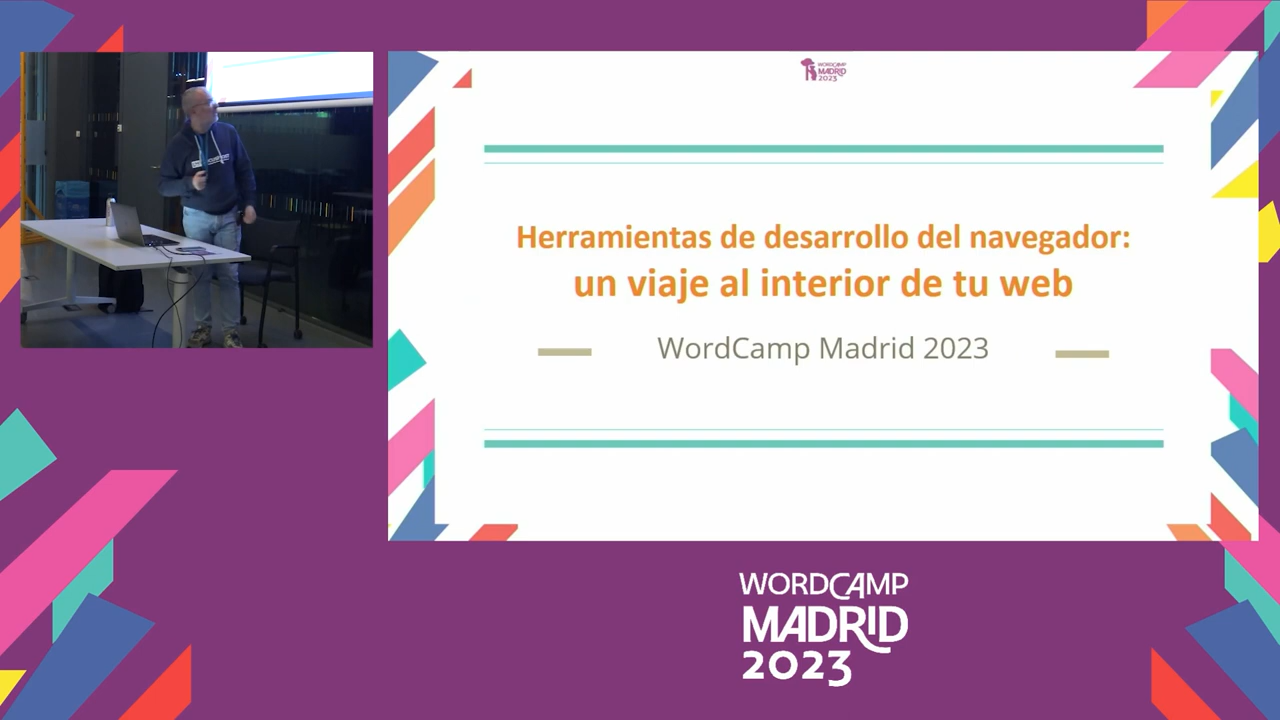 WORDCAMP
MADRID
2023
Herramientas de desarrollo del navegador:
un viaje al interior de tu web
WordCamp Madrid 2023
WORDCAMP
MADRID
2023